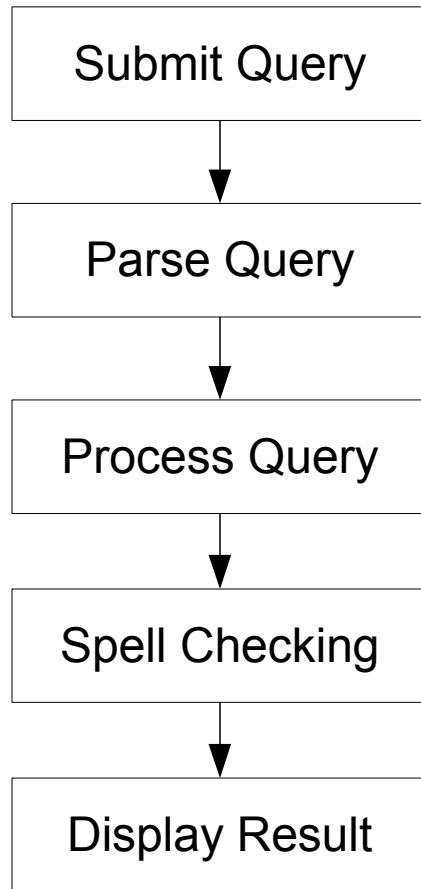 Submit Query
Parse Query
Process Query
Spell Checking
Display Result